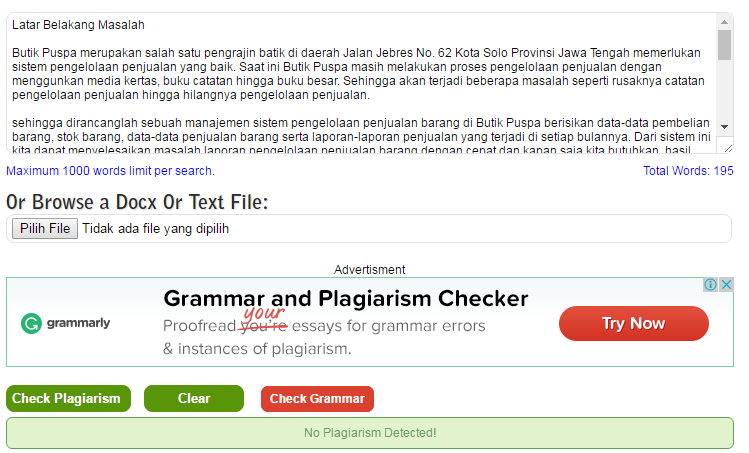 Latar Belakang Masalah
Butik Puspa merupakan salah satu pengrajin batik di daerah Jalan Jebres No. 62 Kota Solo Provinsi Jawa Tengah memerlukan
sistem pengelolaan penjualan yang baik. Saat ini Butik Puspa masih melakukan proses pengelolaan penjualan dengan
menggunkan media kertas, buku catatan hingga buku besar. Sehingga akan terjadi beberapa masalah seperti rusaknya catatan
pengelolaan penjualan hingga hilangnya pengelolaan penjualan.
sehingga dirancanglah sebuah manajemen sistem pengelolaan penjualan barang di Butik Puspa berisikan data-data pembelian
barang, stok barang, data-data penjualan barang serta laporan-laporan penjualan yang terjadi di setiap bulannya. Dari sistem ini
kita dapat menyelesaikan masalah laporan pengelolaan penjualan barang dengan cepat dan kapan saja kita butuhkan, hasil
Maximum 1000 words limit per search. Total Words: 195
Or Browse a Docx Or Text File:
Pilih File Tidak ada file yang dipilih
Advertisment
grammarly
Grammar and Plagiarism Checker
your
Proofread you're essays for grammar errors
& instances of plagiarism.
Try Now
Check Plagiarism Clear Check Grammar
No Plagiarism Detected!